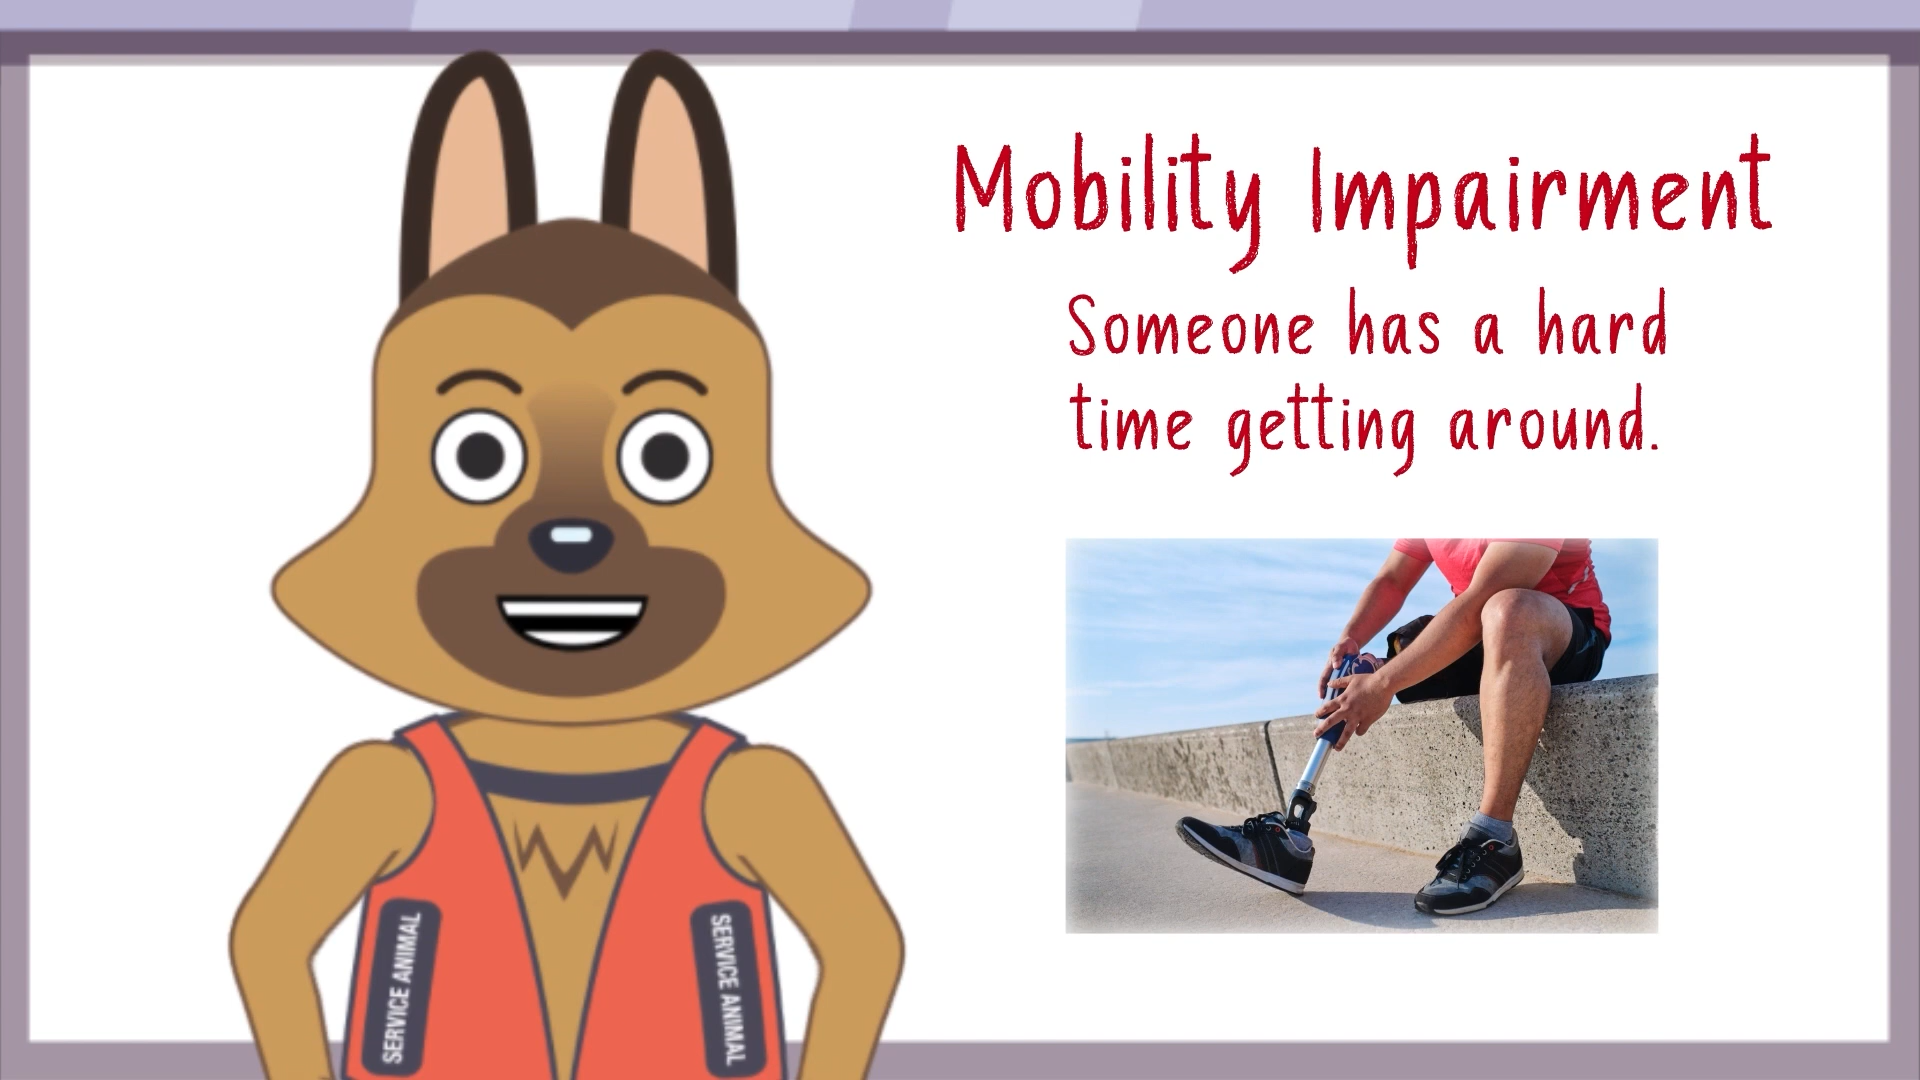 Mobility Impairment
Someone has a hard
time getting around.
SERVICE ANIMAL
SERVICE ANIMAL